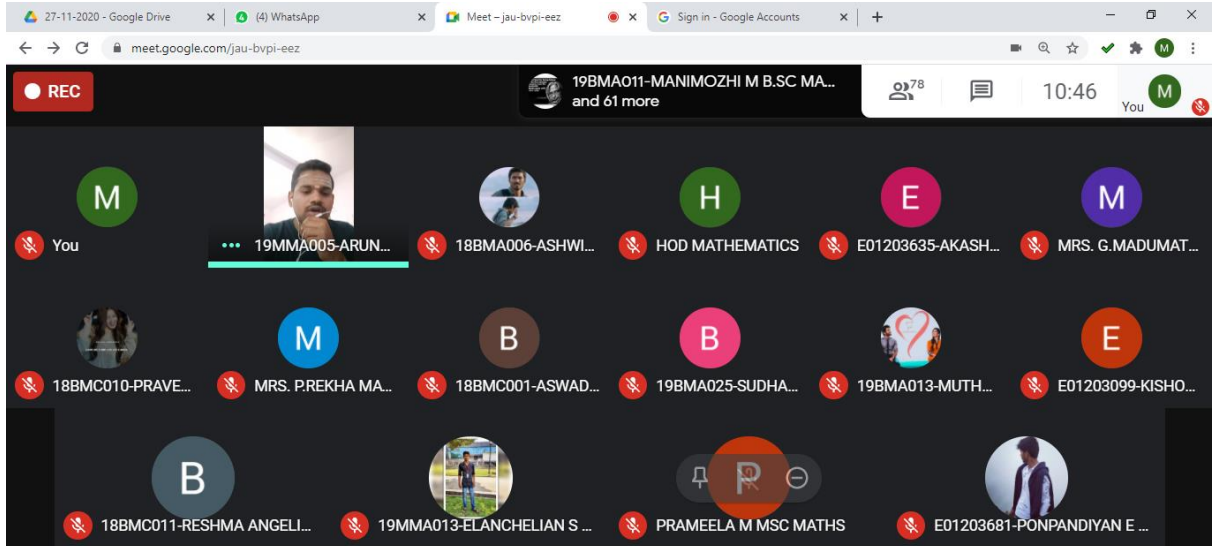 27-11-2020 - Google Drive
(4) WhatsApp
Meet – jau-bvpi-eez
Sign in - Google Accounts
meet.google.com/jau-bvpi-eez
M
REC
19BMA011-MANIMOZHI M B.SC MA...
and 61 more
78
10:46
You
M
M
H
E
M
You
19MMA005-ARUN...
18BMA006-ASHWI...
HOD MATHEMATICS
E01203635-AKASH...
MRS. G.MADUMAT...
M
B
B
E
18BMC010-PRAVE...
MRS. P.REKHA MA...
18BMC001-ASWAD...
19BMA025-SUDHA...
19BMA013-MUTH...
E01203099-KISHO...
B
P
18BMC011-RESHMA ANGELI...
19MMA013-ELANCHELIAN S ...
PRAMEELA M MSC MATHS
E01203681-PONPANDIYAN E ...